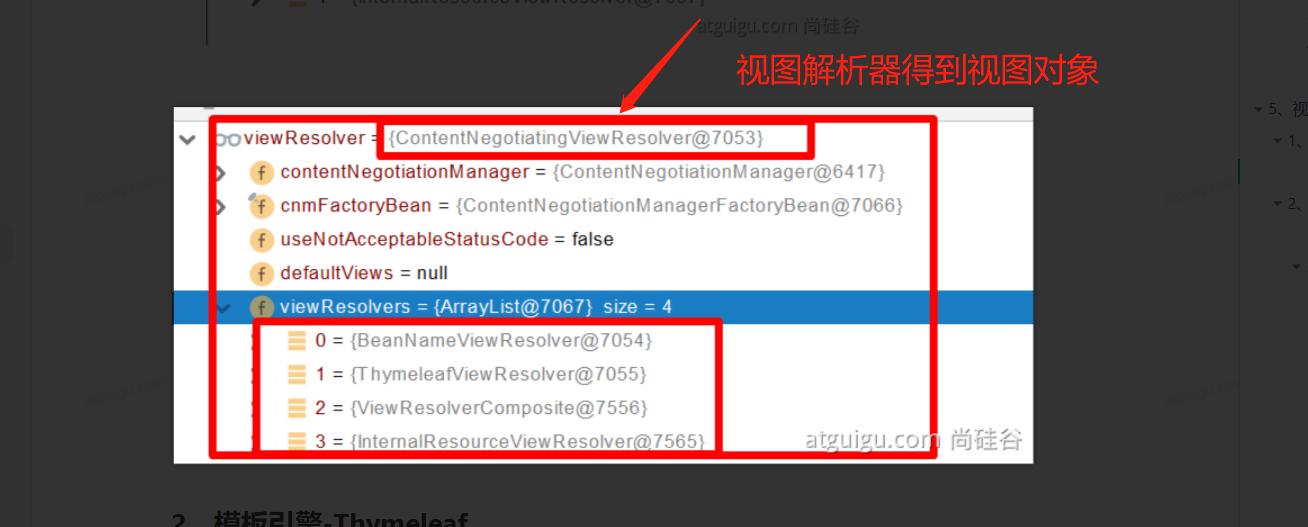 atguigu.com 尚硅谷
视图解析器得到视图对象
5、视
1、
viewResolver = {ContentNegotiatingViewResolver@7053}
contentNegotiationManager = {ContentNegotiationManager@6417}
cnmFactoryBean = {ContentNegotiationManagerFactoryBean@7066}
2、
useNotAcceptableStatusCode = false
defaultViews = null
viewResolvers = {ArrayList@7067} size = 4
0 = {BeanNameViewResolver@7054}
1 = {ThymeleafViewResolver@7055}
2 = {ViewResolverComposite@7556}
3 = {InternalResourceViewResolver@7565}
atguigu.com 尚硅谷
2、模板引擎-Thymeleaf